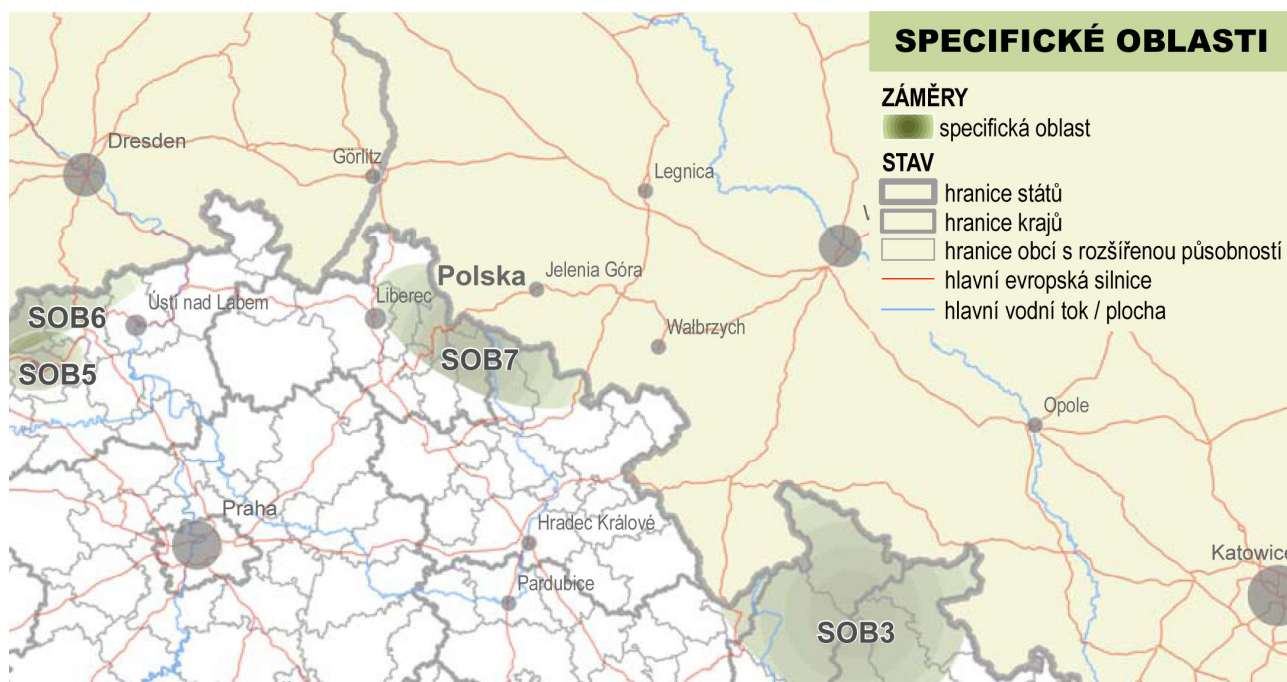 SPECIFICKÉ OBLASTI
ZÁMĚRY
specifická oblast
STAV
hranice států
hranice krajů
hranice obcí s rozšířenou působností
hlavní evropská silnice
hlavní vodní tok / plocha
Dresden
Görlitz
Legnica
Polska
Jelenia Góra
Ústí nad Labem
Liberec
SOB6
Wałbrzych
SOB7
SOB5
Opole
Praha
Hradec Králové
Katowice
Pardubice
SOB3